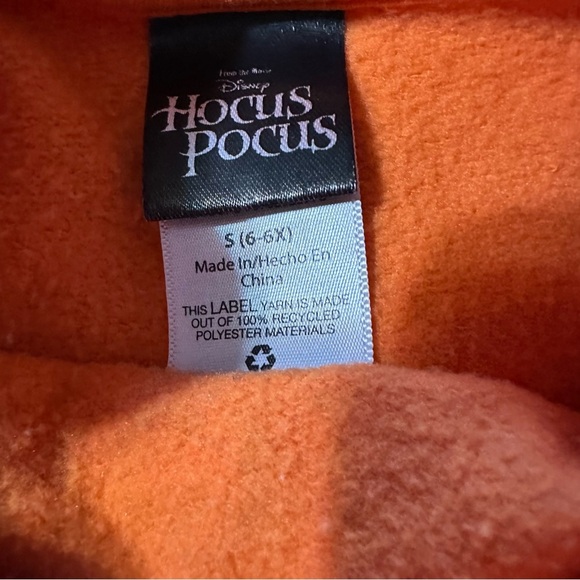 From the Movie
Disney
HOCUS
POCUS
S (6-6X)
Made In/Hecho En
China
THIS LABEL YARN IS MADE
OUT OF 100% RECYCLED
POLYESTER MATERIALS